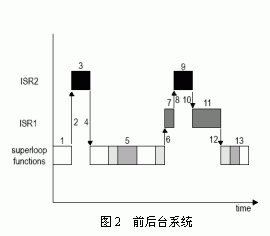 ISR2
3
9
2
4
8
10
ISR1
7
11
superloop
functions
1
5
6
12
13
time
图2 前后台系统